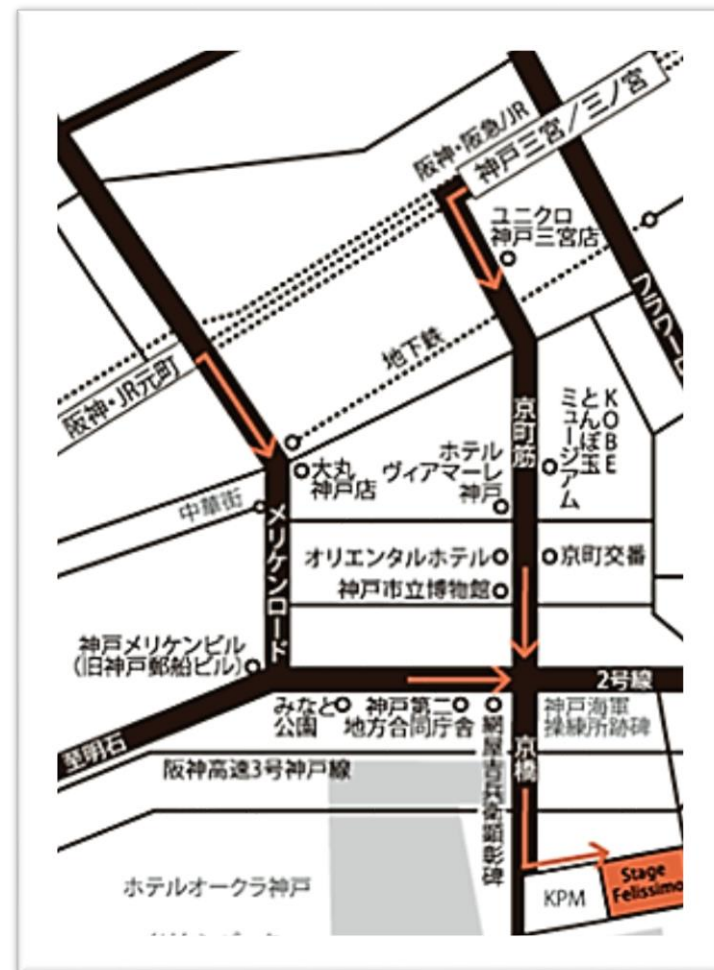 阪神・阪急/JR
神戸三宮/三ノ宮
ユニクロ
神戸三宮店
フラワーロ
地下鉄
阪神・JR元町
京町筋
KOBE
とんぼ玉
ミュージアム
ホテル
ヴィアマーレ
神戸
大丸
神戸店
中華街
メリケンロード
オリエンタルホテル
京町交番
神戸市立博物館
神戸メリケンビル
(旧神戸郵船ビル)
2号線
みなと
公園
神戸第二
地方合同庁舎
網屋吉兵衛顕彰碑
神戸海軍
操練所跡碑
京橋
至明石
阪神高速3号神戸線
ホテルオークラ神戸
KPM
Stage
Felissimo